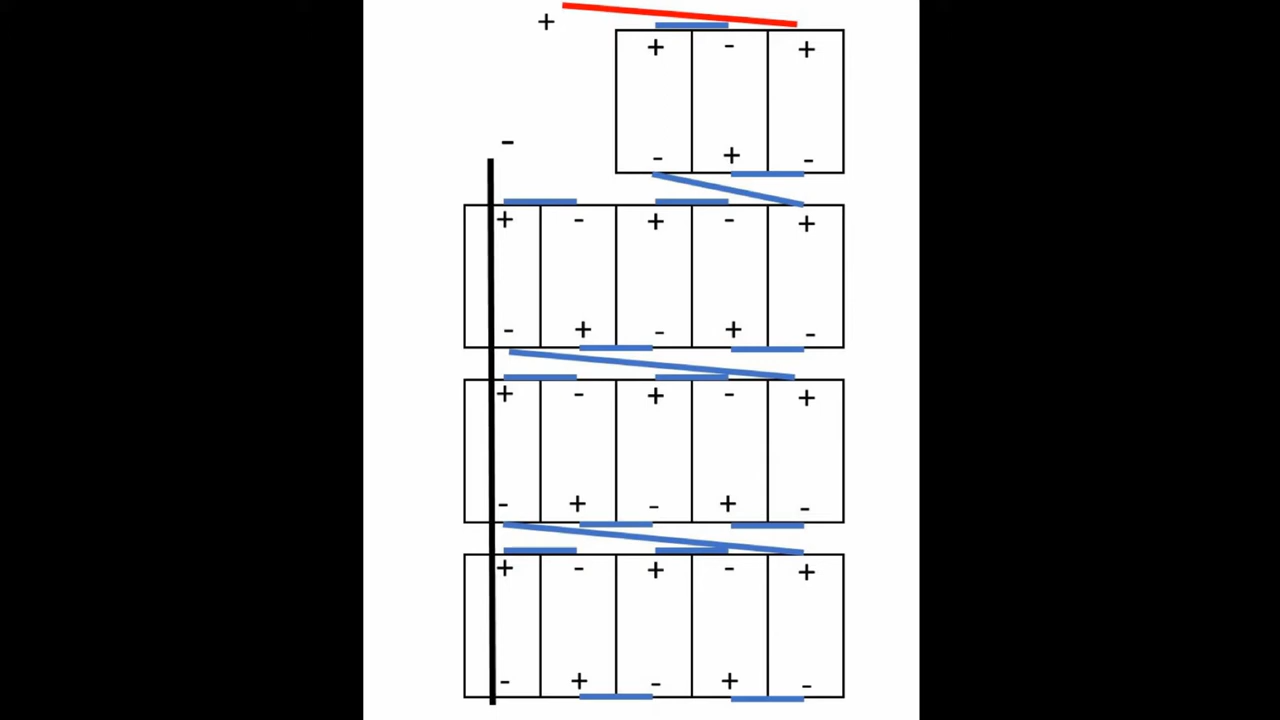 +
+ - +
-
- + -
+ - + - +
- + - + -
+ - + - +
- + - + -
+ - + - +
- + - + -